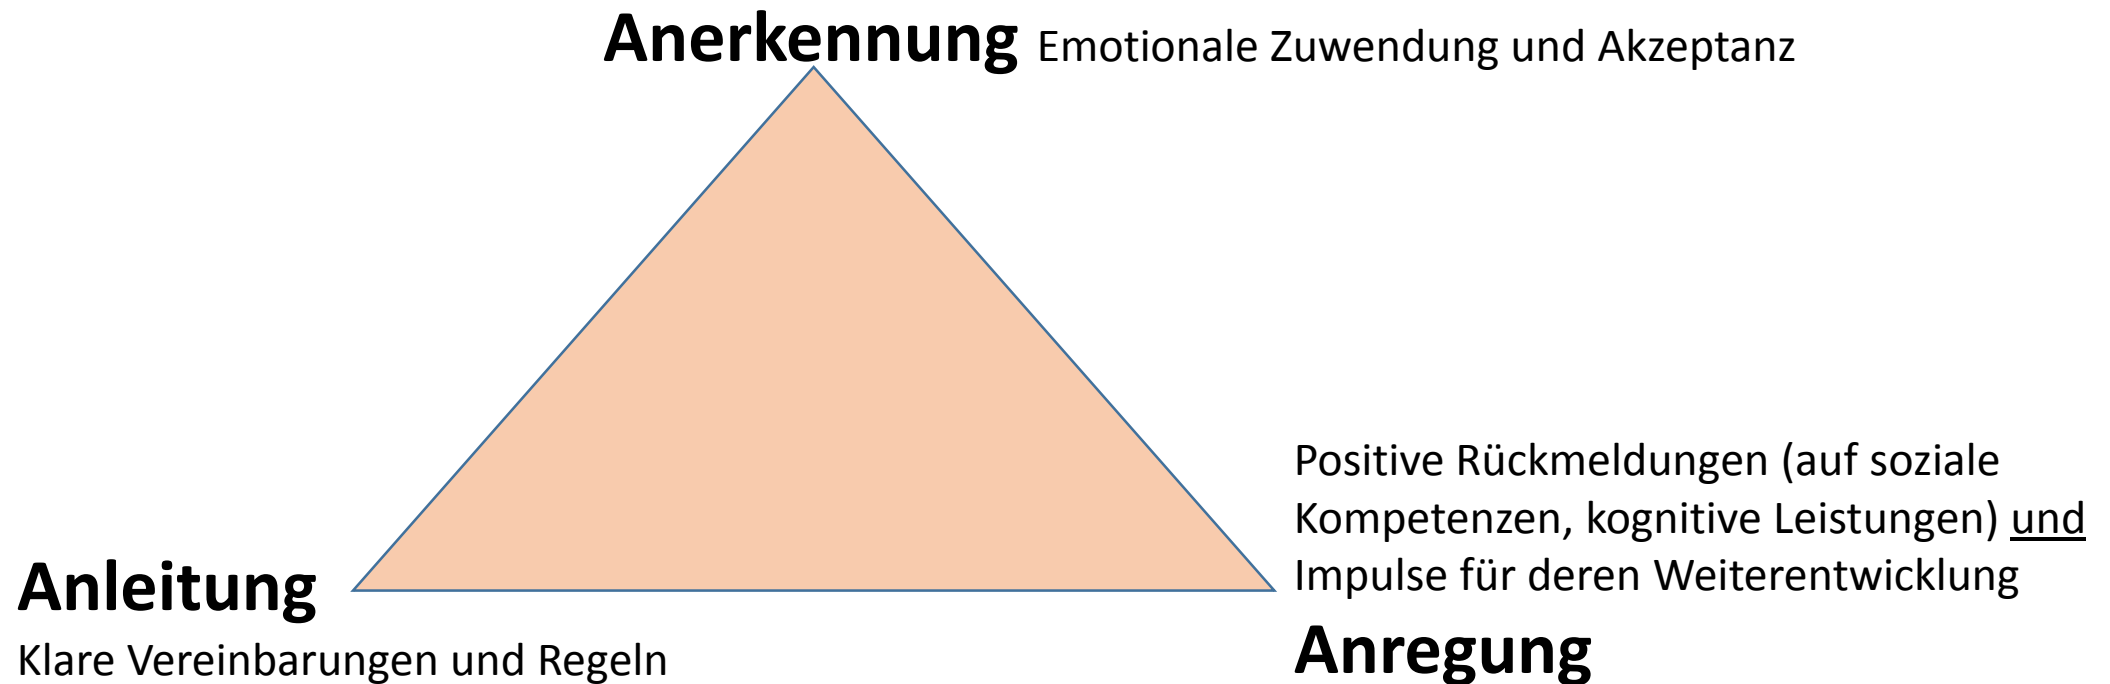 Anerkennung Emotionale Zuwendung und Akzeptanz
Positive Rückmeldungen (auf soziale
Kompetenzen, kognitive Leistungen) und
Impulse für deren Weiterentwicklung
Anregung
Anleitung
Klare Vereinbarungen und Regeln